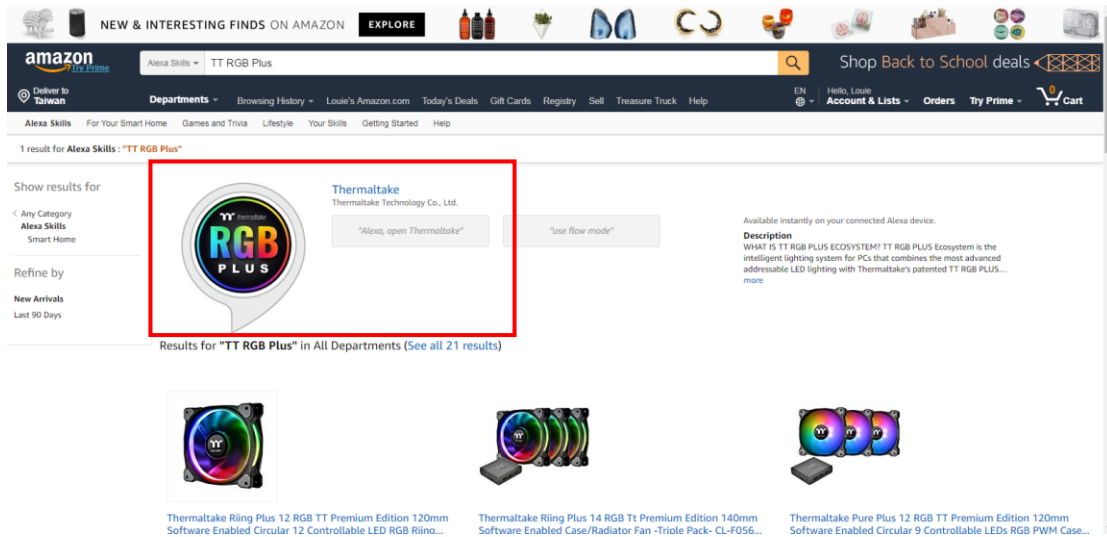 NEW & INTERESTING FINDS ON AMAZON EXPLORE
amazon
Try Prime
Alexa Skills TT RGB Plus
Shop Back to School deals
Deliver to
Taiwan
Departments Browsing History Louie's Amazon.com Today's Deals Gift Cards Registry Sell Treasure Truck Help
EN
Hello, Louie
Account & Lists Orders Try Prime 0 Cart
Alexa Skills For Your Smart Home Games and Trivia Lifestyle Your Skills Getting Started Help
1 result for Alexa Skills : "TT RGB Plus"
Show results for
< Any Category
Alexa Skills
Smart Home
Refine by
New Arrivals
Last 90 Days
thermaltake
RGB
PLUS
Thermaltake
Thermaltake Technology Co., Ltd.
"Alexa, open Thermaltake"
"use flow mode"
Available instantly on your connected Alexa device.
Description
WHAT IS TT RGB PLUS ECOSYSTEM? TT RGB PLUS Ecosystem is the
intelligent lighting system for PCs that combines the most advanced
addressable LED lighting with Thermaltake's patented TT RGB PLUS...
more
Results for "TT RGB Plus" in All Departments (See all 21 results)
Thermaltake Riing Plus 12 RGB TT Premium Edition 120mm
Software Enabled Circular 12 Controllable LED RGB Riing...
Thermaltake Riing Plus 14 RGB Tt Premium Edition 140mm
Software Enabled Case/Radiator Fan -Triple Pack- CL-F056...
Thermaltake Pure Plus 12 RGB TT Premium Edition 120mm
Software Enabled Circular 9 Controllable LEDs RGB PWM Case...